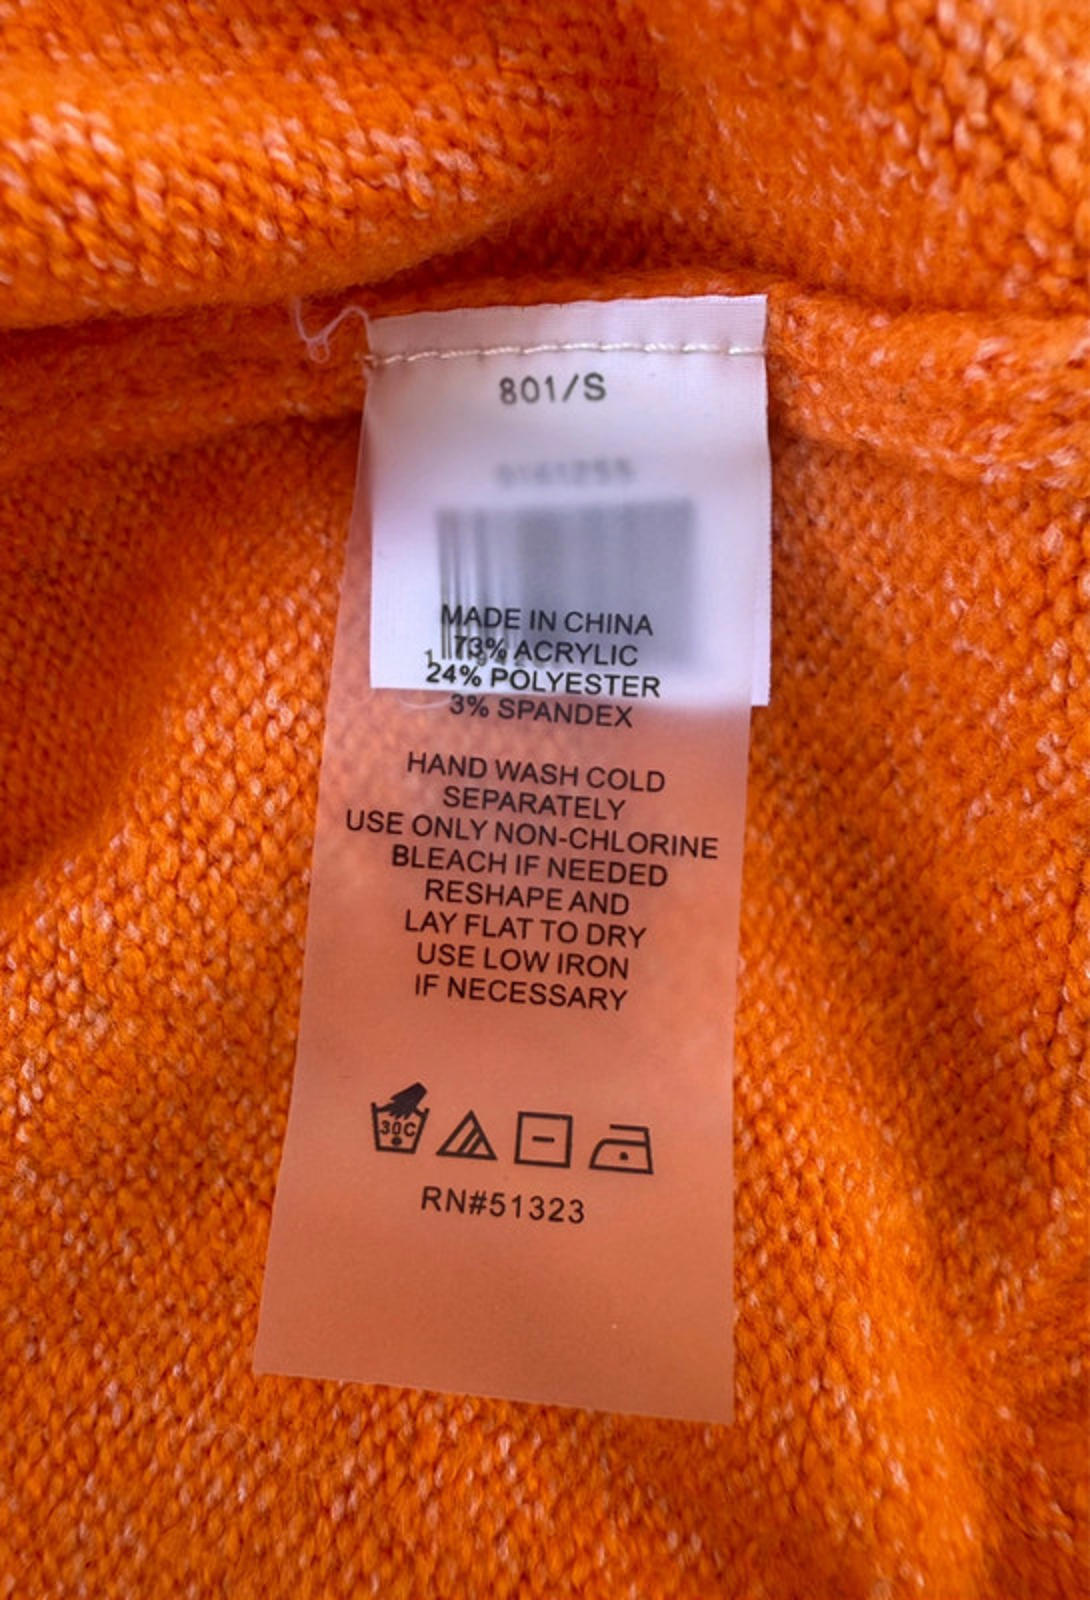 801/S
MADE IN CHINA
73% ACRYLIC
24% POLYESTER
3% SPANDEX
HAND WASH COLD
SEPARATELY
USE ONLY NON-CHLORINE
BLEACH IF NEEDED
RESHAPE AND
LAY FLAT TO DRY
USE LOW IRON
IF NECESSARY
30C
RN#51323